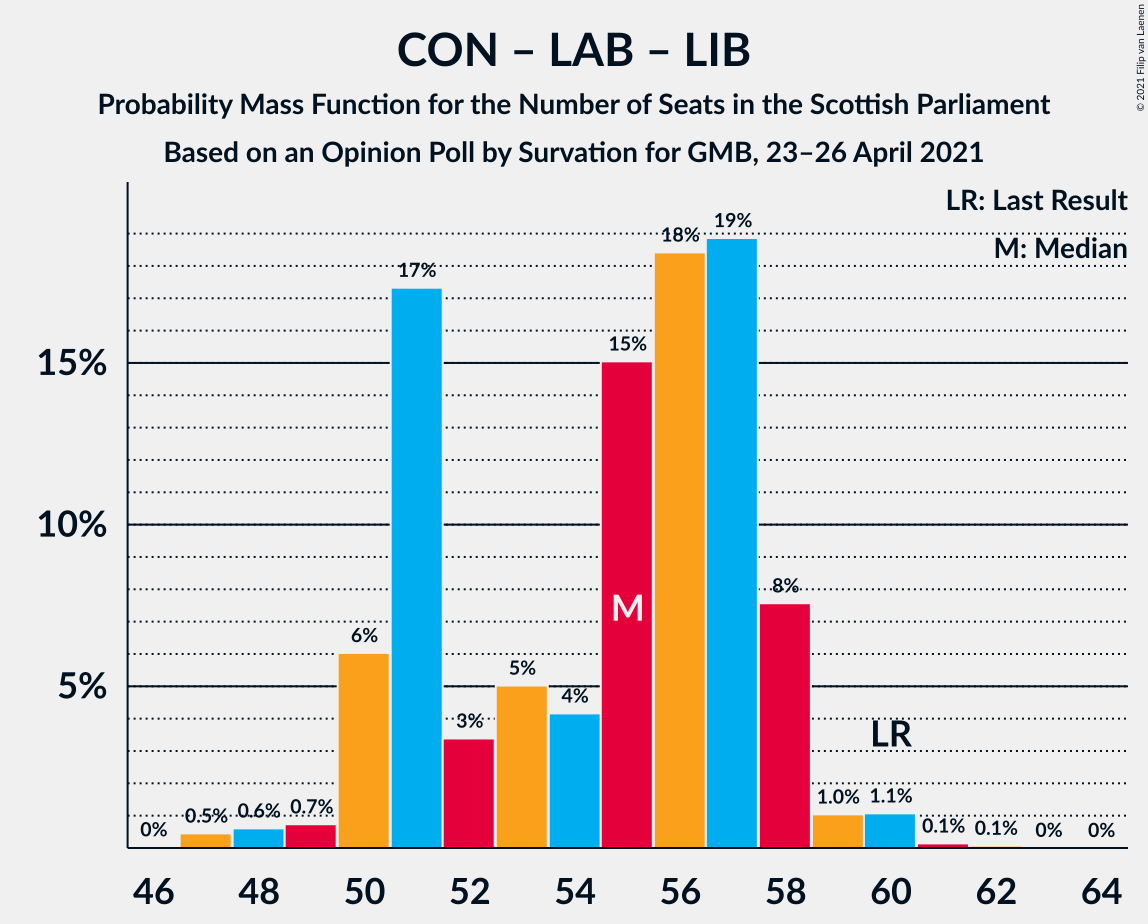 CON – LAB – LIB
Probability Mass Function for the Number of Seats in the Scottish Parliament
Based on an Opinion Poll by Survation for GMB, 23–26 April 2021
© 2021 Filip van Laenen
LR: Last Result
M: Median
15%
10%
5%
0%
0.5%
0.6%
0.7%
6%
17%
3%
5%
4%
15%
18%
19%
8%
1.0%
1.1%
0.1%
0.1%
0%
0%
M
LR
46 48 50 52 54 56 58 60 62 64